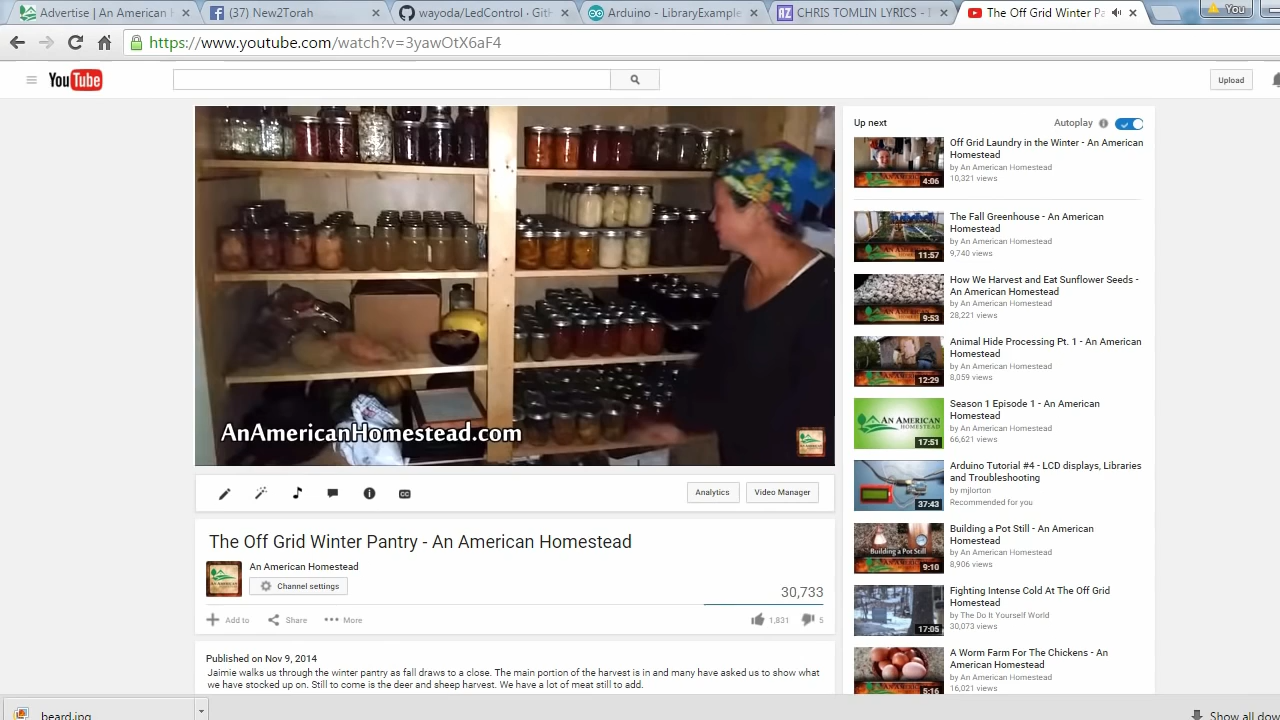 Advertise | An American H
(37) New2Torah
wayoda/LedControl · GitH
Arduino - LibraryExample
CHRIS TOMLIN LYRICS - I
The Off Grid Winter Pa
You
https://www.youtube.com/watch?v=3yawOtX6aF4
YouTube
Upload
AnAmericanHomestead.com
Analytics
Video Manager
The Off Grid Winter Pantry - An American Homestead
An American Homestead
Channel settings
30,733
Add to
Share
More
1,831
5
Published on Nov 9, 2014
Jaimie walks us through the winter pantry as fall draws to a close. The main portion of the harvest is in and many have asked us to show what
we have stocked up on. Still to come is the deer and sheep harvest. We have a lot of meat still to add.
Up next
Autoplay
Off Grid Laundry in the Winter - An American
Homestead
by An American Homestead
10,321 views
4:06
The Fall Greenhouse - An American
Homestead
by An American Homestead
9,740 views
11:57
How We Harvest and Eat Sunflower Seeds -
An American Homestead
by An American Homestead
28,221 views
9:53
Animal Hide Processing Pt. 1 - An American
Homestead
by An American Homestead
8,059 views
12:29
Season 1 Episode 1 - An American
Homestead
by An American Homestead
66,621 views
AN AMERICAN
HOMESTEAD
17:51
Arduino Tutorial #4 - LCD displays, Libraries
and Troubleshooting
by mjlorton
Recommended for you
37:43
Building a Pot Still - An American
Homestead
by An American Homestead
8,906 views
Building a Pot Still
9:10
Fighting Intense Cold At The Off Grid
Homestead
by The Do It Yourself World
30,073 views
17:05
A Worm Farm For The Chickens - An
American Homestead
by An American Homestead
16,021 views
5:16
beard.jpg
Show all dow